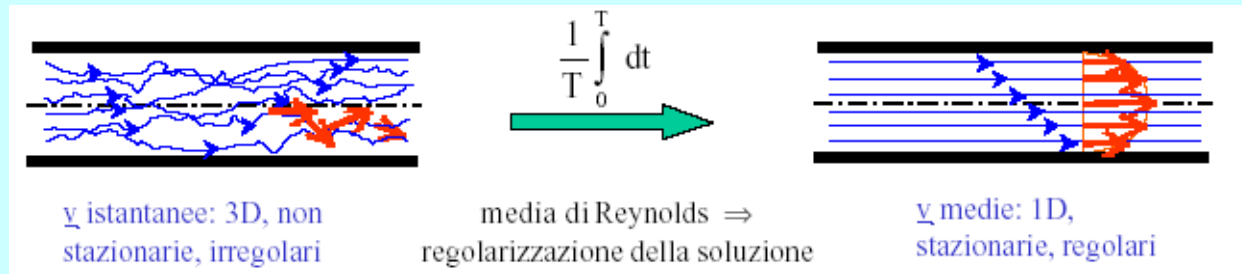 1/T ∫₀ᵀ dt
v istantanee: 3D, non
stazionarie, irregolari
media di Reynolds ⇒
regolarizzazione della soluzione
v medie: 1D,
stazionarie, regolari